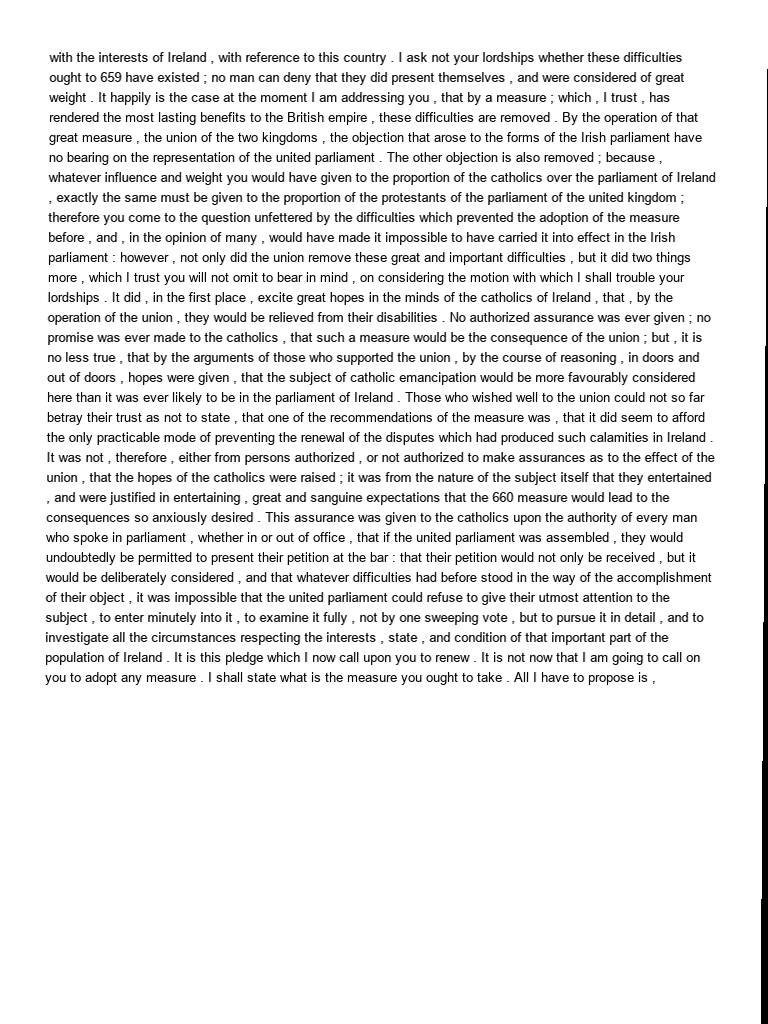 with the interests of Ireland , with reference to this country . I ask not your lordships whether these difficulties
ought to 659 have existed ; no man can deny that they did present themselves , and were considered of great
weight . It happily is the case at the moment I am addressing you , that by a measure ; which , I trust , has
rendered the most lasting benefits to the British empire , these difficulties are removed . By the operation of that
great measure , the union of the two kingdoms , the objection that arose to the forms of the Irish parliament have
no bearing on the representation of the united parliament . The other objection is also removed ; because ,
whatever influence and weight you would have given to the proportion of the catholics over the parliament of Ireland
, exactly the same must be given to the proportion of the protestants of the parliament of the united kingdom ;
therefore you come to the question unfettered by the difficulties which prevented the adoption of the measure
before , and , in the opinion of many , would have made it impossible to have carried it into effect in the Irish
parliament : however , not only did the union remove these great and important difficulties , but it did two things
more , which I trust you will not omit to bear in mind , on considering the motion with which I shall trouble your
lordships . It did , in the first place , excite great hopes in the minds of the catholics of Ireland , that , by the
operation of the union , they would be relieved from their disabilities . No authorized assurance was ever given ; no
promise was ever made to the catholics , that such a measure would be the consequence of the union ; but , it is
no less true , that by the arguments of those who supported the union , by the course of reasoning , in doors and
out of doors , hopes were given , that the subject of catholic emancipation would be more favourably considered
here than it was ever likely to be in the parliament of Ireland . Those who wished well to the union could not so far
betray their trust as not to state , that one of the recommendations of the measure was , that it did seem to afford
the only practicable mode of preventing the renewal of the disputes which had produced such calamities in Ireland .
It was not , therefore , either from persons authorized , or not authorized to make assurances as to the effect of the
union , that the hopes of the catholics were raised ; it was from the nature of the subject itself that they entertained
, and were justified in entertaining , great and sanguine expectations that the 660 measure would lead to the
consequences so anxiously desired . This assurance was given to the catholics upon the authority of every man
who spoke in parliament , whether in or out of office , that if the united parliament was assembled , they would
undoubtedly be permitted to present their petition at the bar : that their petition would not only be received , but it
would be deliberately considered , and that whatever difficulties had before stood in the way of the accomplishment
of their object , it was impossible that the united parliament could refuse to give their utmost attention to the
subject , to enter minutely into it , to examine it fully , not by one sweeping vote , but to pursue it in detail , and to
investigate all the circumstances respecting the interests , state , and condition of that important part of the
population of Ireland . It is this pledge which I now call upon you to renew . It is not now that I am going to call on
you to adopt any measure . I shall state what is the measure you ought to take . All I have to propose is ,